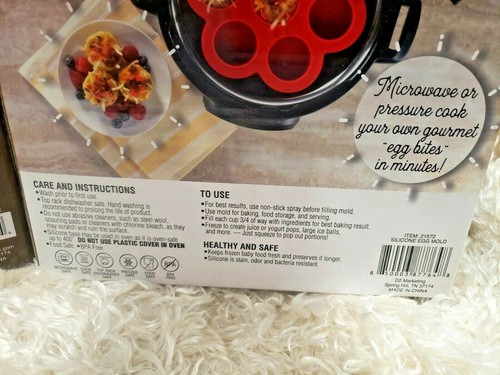 Microwave or
pressure cook
your own gourmet
"egg bites"
in minutes!
CARE AND INSTRUCTIONS
•Wash prior to first use.
•Top rack dishwasher safe. Hand washing is
recommended to prolong the life of product.
•Do not use abrasive cleaners, such as steel wool,
scouring pads or cleaners with chlorine bleach, as they
may scratch and ruin the surface.
•Silicone base may be used in oven as it is oven-safe
up to DO NOT USE PLASTIC COVER IN OVEN
•Food Safe •BPA Free
TO USE
•For best results, use non-stick spray before filling mold.
•Use mold for baking, food storage, and serving.
•Fill each cup 3/4 of way with ingredients for best baking result.
•Freeze to create juice or yogurt pops, large ice balls,
and more. — Just squeeze to pop out portions!
HEALTHY AND SAFE
•Keeps frozen baby food fresh and preserves it longer.
•Silicone is stain, odor and bacteria resistant.
ITEM: 21572
SILICONE EGG MOLD
DZ Marketing
Spring Hill, TN 37174
MADE IN CHINA